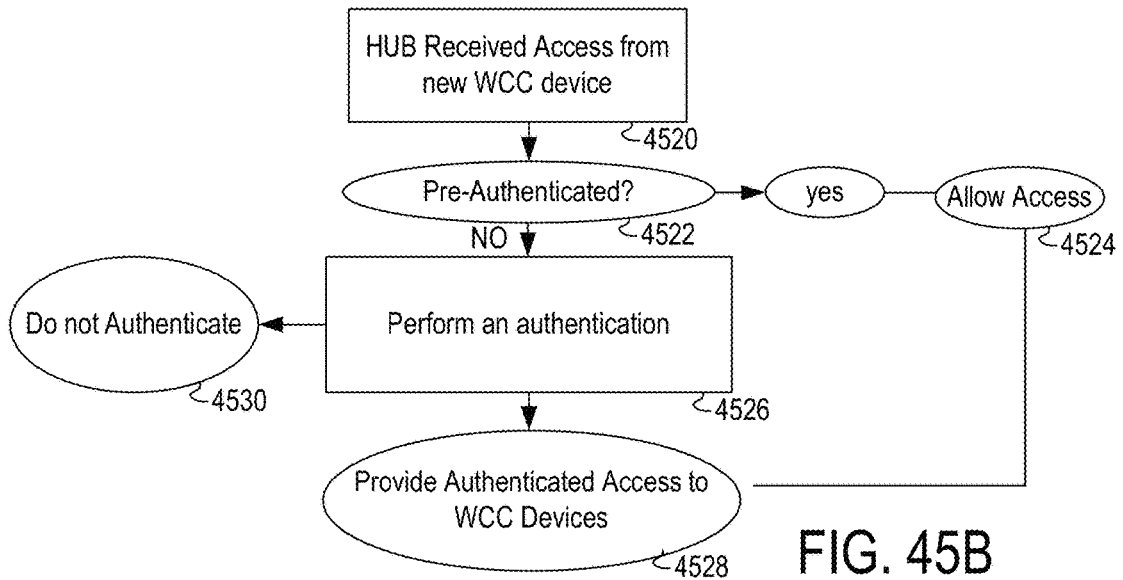 HUB Received Access from
new WCC device
4520
Pre-Authenticated?
yes
Allow Access
4522
4524
NO
Do not Authenticate
Perform an authentication
4530
4526
Provide Authenticated Access to
WCC Devices
4528
FIG. 45B